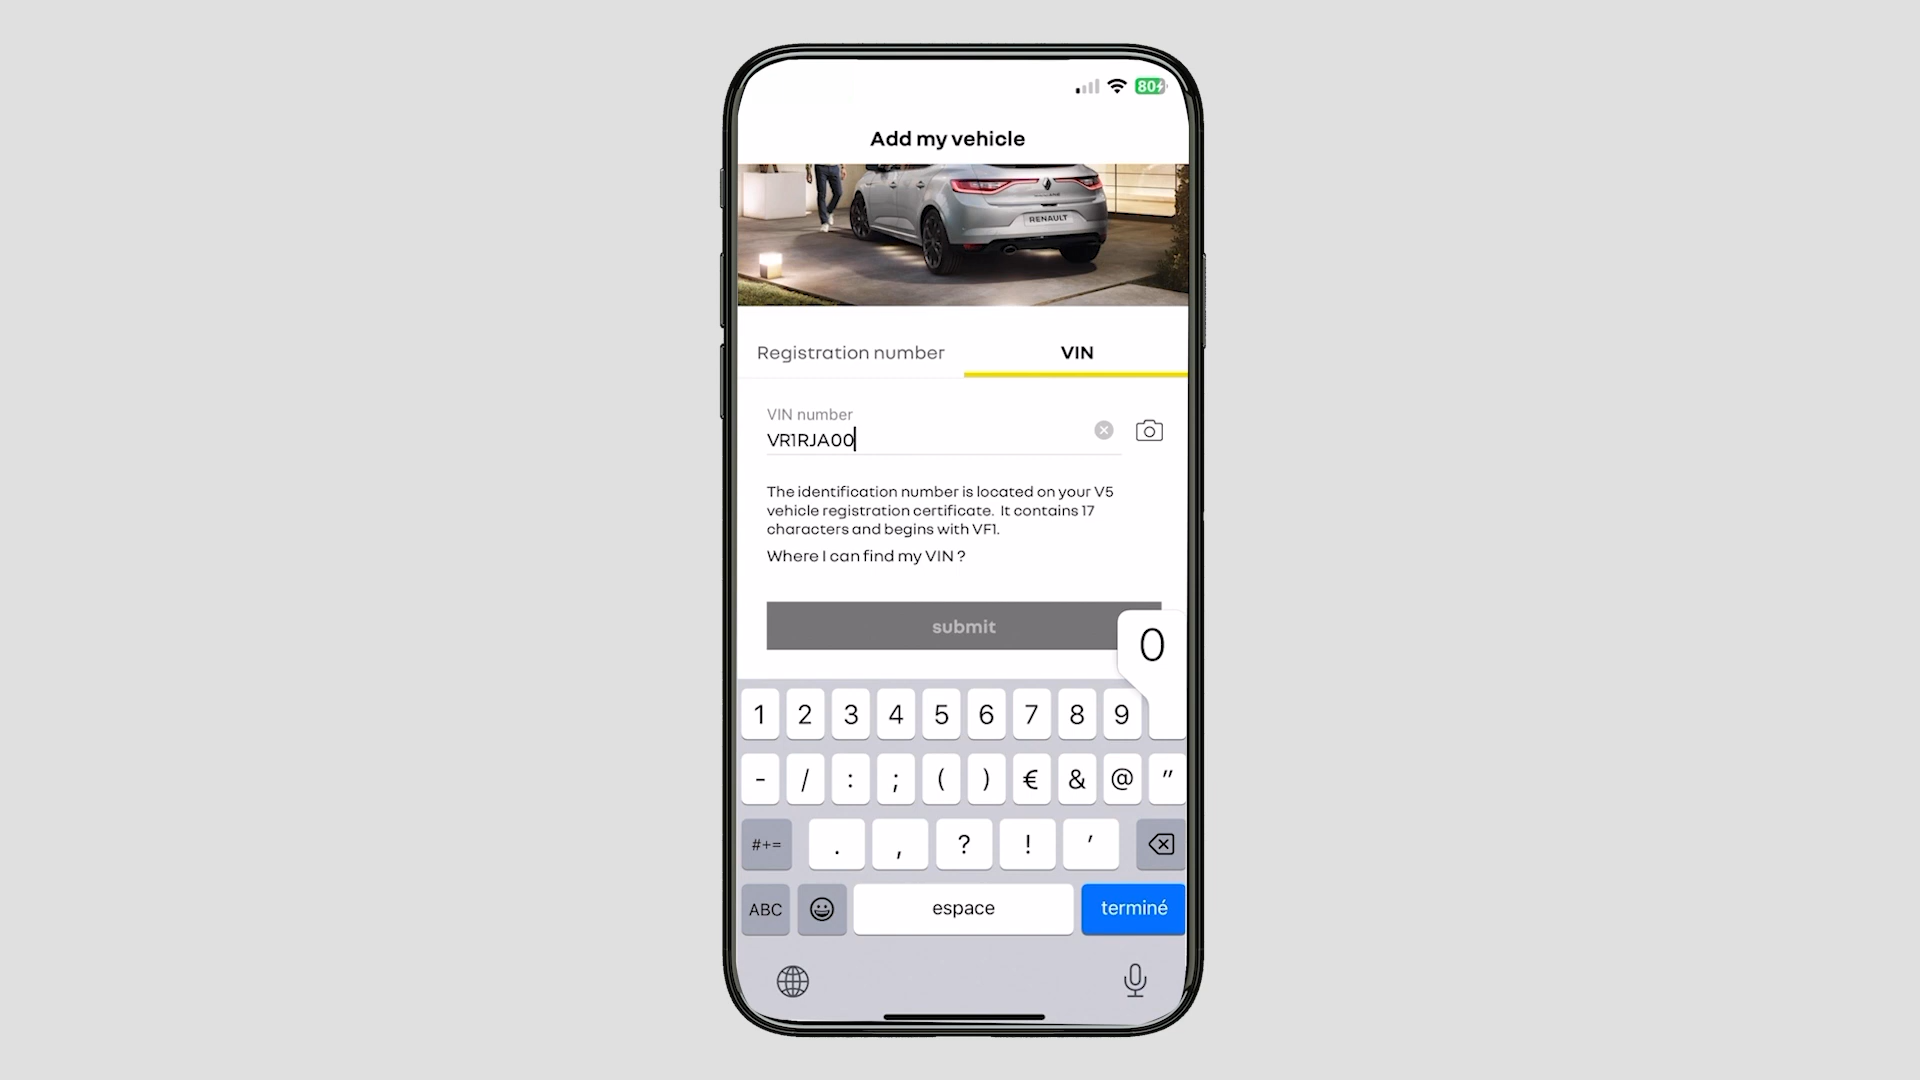 80
Add my vehicle
RENAULT
Registration number
VIN
VIN number
VR1RJA00
The identification number is located on your V5
vehicle registration certificate. It contains 17
characters and begins with VF1.
Where I can find my VIN ?
submit
0
1 2 3 4 5 6 7 8 9
- / : ; ( ) € & @ "
#+= . , ? ! '
ABC espace terminé